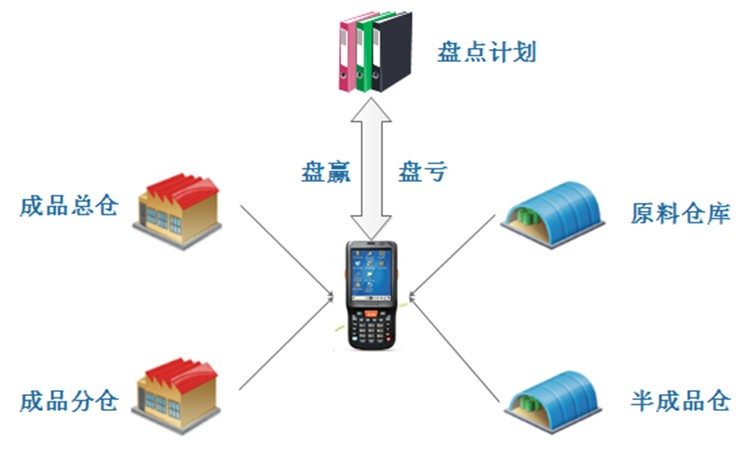 盘点计划
盘赢 盘亏
成品总仓
原料仓库
成品分仓
半成品仓